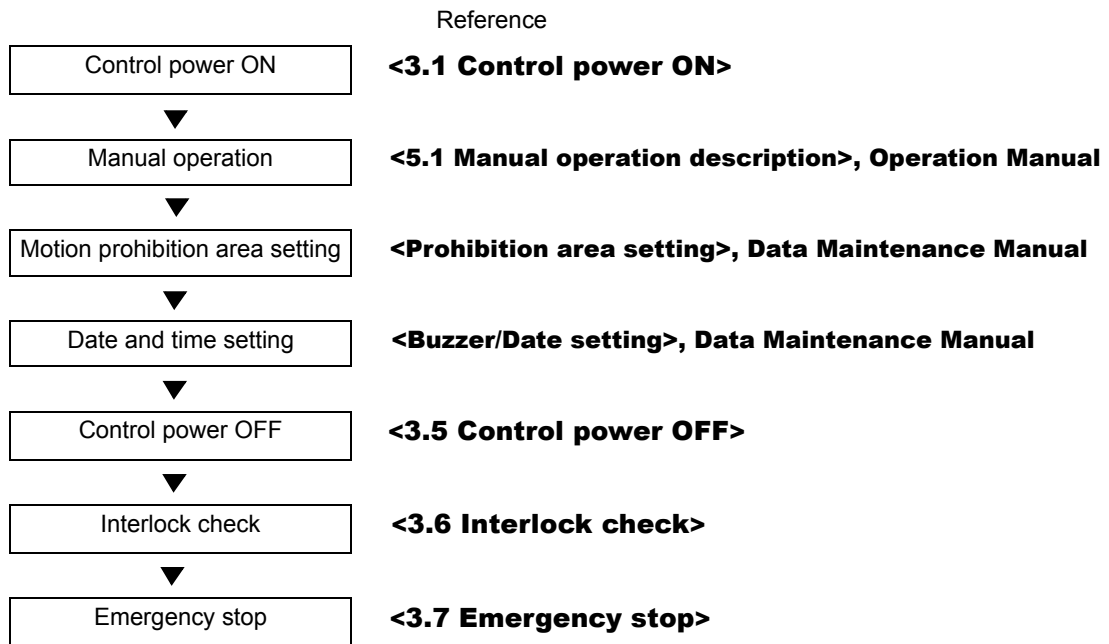 Reference
Control power ON <3.1 Control power ON>
Manual operation <5.1 Manual operation description>, Operation Manual
Motion prohibition area setting <Prohibition area setting>, Data Maintenance Manual
Date and time setting <Buzzer/Date setting>, Data Maintenance Manual
Control power OFF <3.5 Control power OFF>
Interlock check <3.6 Interlock check>
Emergency stop <3.7 Emergency stop>